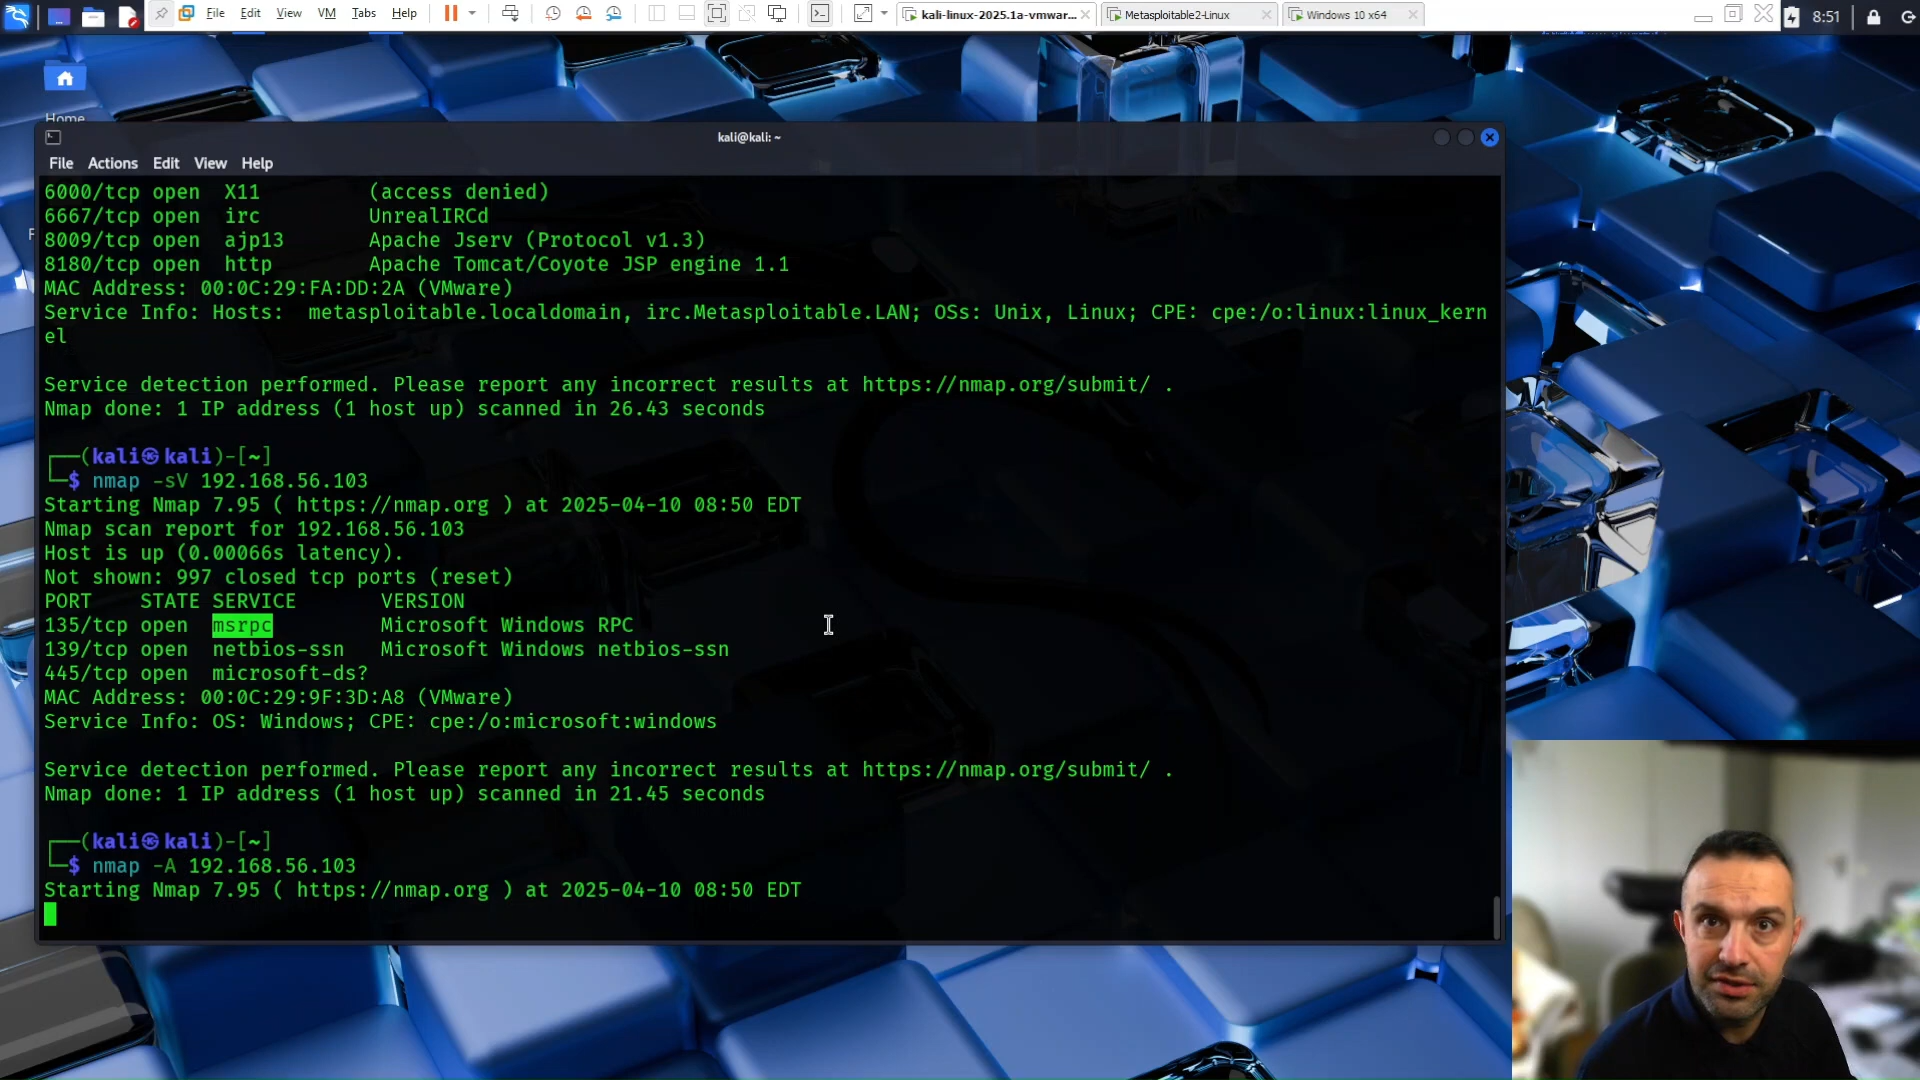 File Edit View VM Tabs Help
kali-linux-2025.1a-vmwar...
Metasploitable2-Linux
Windows 10 x64
8:51
Home
kali@kali: ~
File Actions Edit View Help
6000/tcp open X11 (access denied)
6667/tcp open irc UnrealIRCd
8009/tcp open ajp13 Apache Jserv (Protocol v1.3)
8180/tcp open http Apache Tomcat/Coyote JSP engine 1.1
MAC Address: 00:0C:29:FA:DD:2A (VMware)
Service Info: Hosts: metasploitable.localdomain, irc.Metasploitable.LAN; OSs: Unix, Linux; CPE: cpe:/o:linux:linux_kern
el
Service detection performed. Please report any incorrect results at https://nmap.org/submit/ .
Nmap done: 1 IP address (1 host up) scanned in 26.43 seconds
┌──(kali㉿kali)-[~]
└─$ nmap -sV 192.168.56.103
Starting Nmap 7.95 ( https://nmap.org ) at 2025-04-10 08:50 EDT
Nmap scan report for 192.168.56.103
Host is up (0.00066s latency).
Not shown: 997 closed tcp ports (reset)
PORT STATE SERVICE VERSION
135/tcp open msrpc Microsoft Windows RPC
139/tcp open netbios-ssn Microsoft Windows netbios-ssn
445/tcp open microsoft-ds?
MAC Address: 00:0C:29:9F:3D:A8 (VMware)
Service Info: OS: Windows; CPE: cpe:/o:microsoft:windows
Service detection performed. Please report any incorrect results at https://nmap.org/submit/ .
Nmap done: 1 IP address (1 host up) scanned in 21.45 seconds
┌──(kali㉿kali)-[~]
└─$ nmap -A 192.168.56.103
Starting Nmap 7.95 ( https://nmap.org ) at 2025-04-10 08:50 EDT